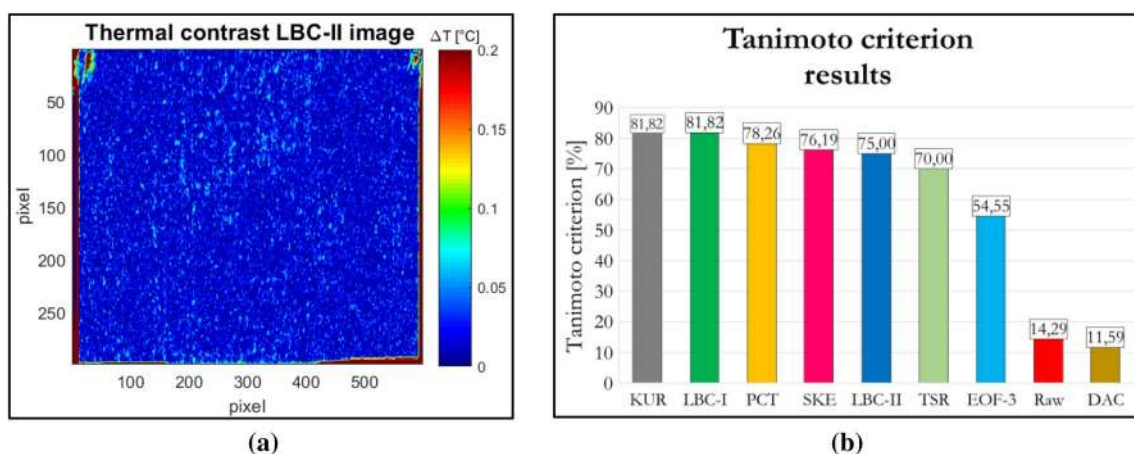 Thermal contrast LBC-II image
ΔT [°C]
0.2
0.15
0.1
0.05
0
50
100
150
200
250
pixel
100 200 300 400 500
pixel
(a)
Tanimoto criterion
results
Tanimoto criterion [%]
90
80
70
60
50
40
30
20
10
0
81,82 81,82 78,26 76,19 75,00 70,00 54,55 14,29 11,59
KUR LBC-I PCT SKE LBC-II TSR EOF-3 Raw DAC
(b)